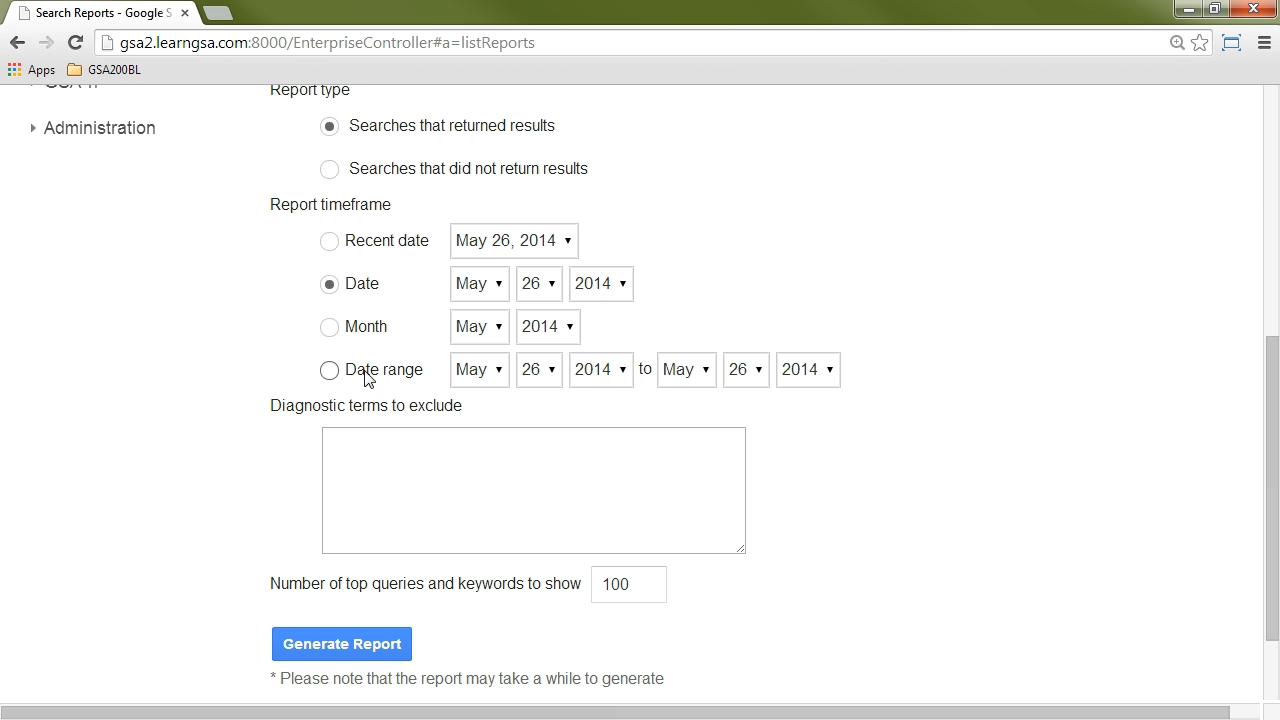 Search Reports - Google S
gsa2.learngsa.com:8000/EnterpriseController#a=listReports
Apps GSA200BL
Report type
Administration
Searches that returned results
Searches that did not return results
Report timeframe
Recent date May 26, 2014
Date May 26 2014
Month May 2014
Date range May 26 2014 to May 26 2014
Diagnostic terms to exclude
Number of top queries and keywords to show 100
Generate Report
* Please note that the report may take a while to generate